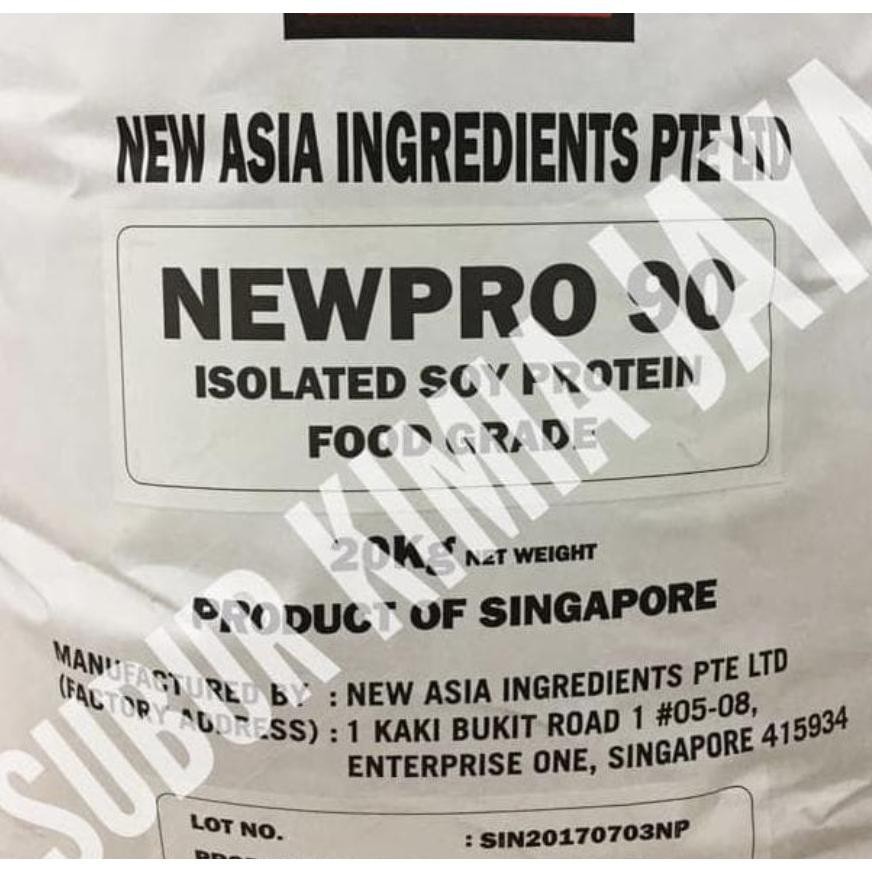 NEW ASIA INGREDIENTS PTE LTD
NEWPRO 90
ISOLATED SOY PROTEIN
FOOD GRADE
20Kg NET WEIGHT
PRODUCT OF SINGAPORE
MANUFACTURED BY : NEW ASIA INGREDIENTS PTE LTD
(FACTORY ADDRESS) : 1 KAKI BUKIT ROAD 1 #05-08,
ENTERPRISE ONE, SINGAPORE 415934
LOT NO. : SIN20170703NP
SUBUR KIMIA JAYA